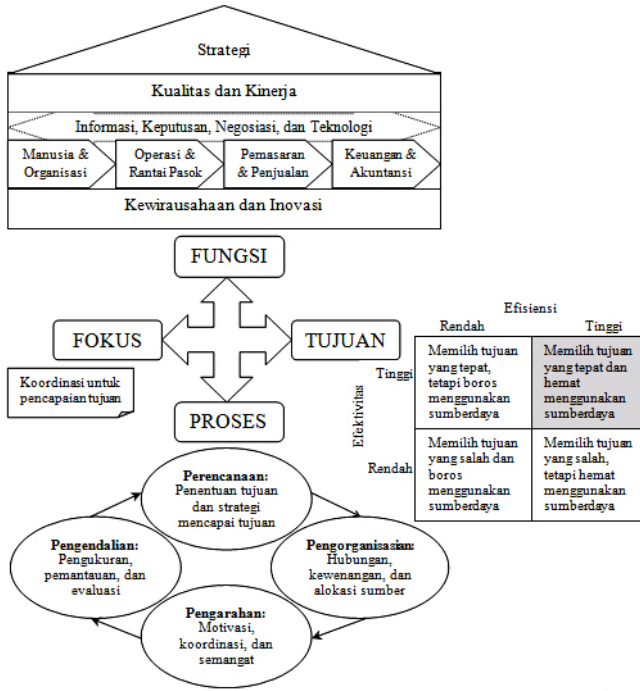 Strategi
Kualitas dan Kinerja
Informasi, Keputusan, Negosiasi, dan Teknologi
Manusia &
Organisasi
Operasi &
Rantai Pasok
Pemasaran
& Penjualan
Keuangan &
Akuntansi
Kewirausahaan dan Inovasi
FUNGSI
FOKUS
TUJUAN
PROSES
Koordinasi untuk
pencapaian tujuan
Efisiensi
Rendah
Tinggi
Efektivitas
Tinggi
Memilih tujuan
yang tepat,
tetapi boros
menggunakan
sumberdaya
Memilih tujuan
yang tepat dan
hemat
menggunakan
sumberdaya
Rendah
Memilih tujuan
yang salah dan
boros
menggunakan
sumberdaya
Memilih tujuan
yang salah,
tetapi hemat
menggunakan
sumberdaya
Perencanaan:
Penentuan tujuan
dan strategi
mencapai tujuan
Pengendalian:
Pengukuran,
pemantauan, dan
evaluasi
Pengorganisasian:
Hubungan,
kewenangan, dan
alokasi sumber
Pengarahan:
Motivasi,
koordinasi, dan
semangat